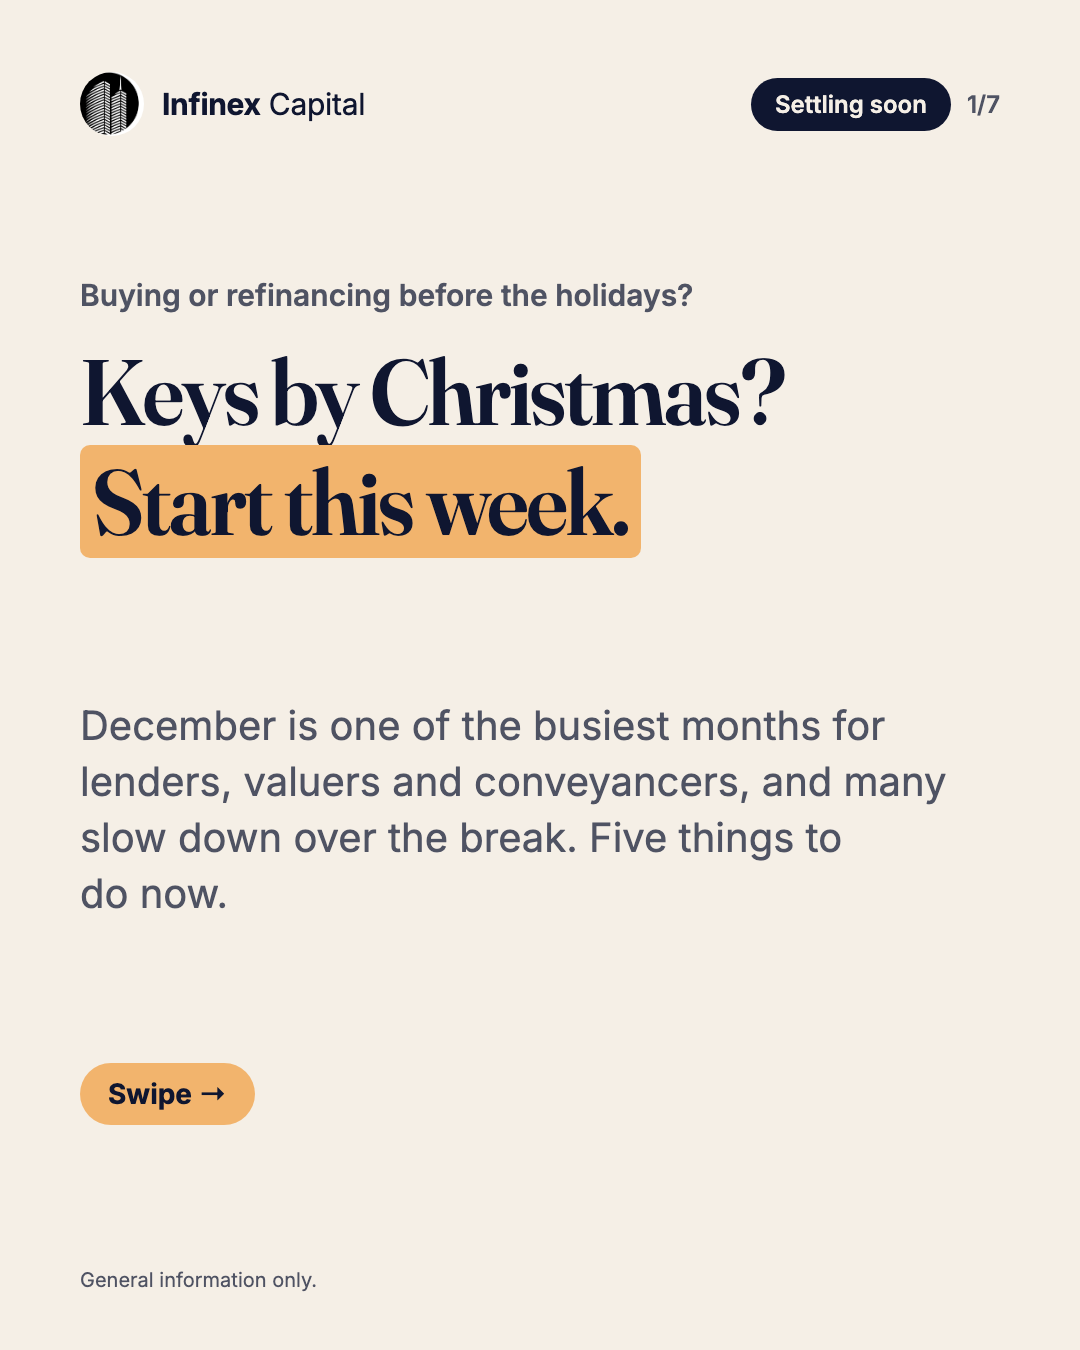 Infinex Capital
Settling soon 1/7
Buying or refinancing before the holidays?
Keys by Christmas?
Start this week.
December is one of the busiest months for
lenders, valuers and conveyancers, and many
slow down over the break. Five things to
do now.
Swipe →
General information only.